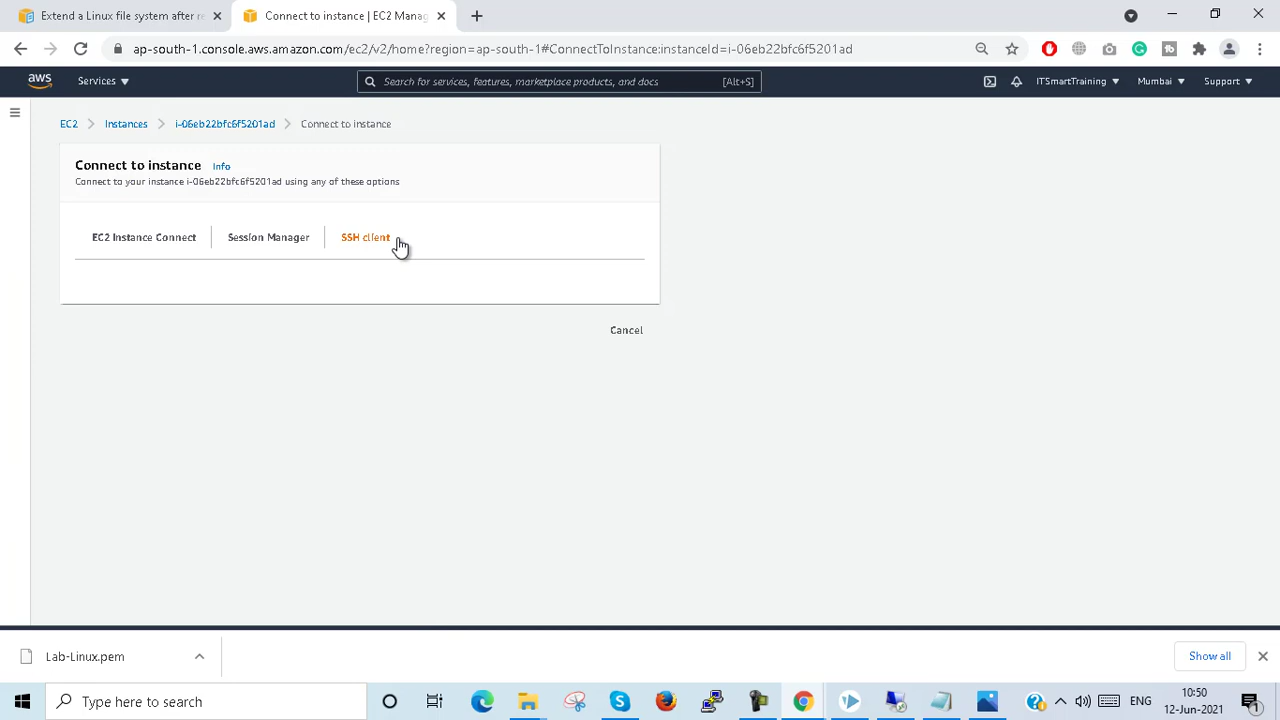 Extend a Linux file system after re
Connect to instance | EC2 Manag
ap-south-1.console.aws.amazon.com/ec2/v2/home?region=ap-south-1#ConnectToInstance:instanceId=i-06eb22bfc6f5201ad
aws
Services
Search for services, features, marketplace products, and docs
[Alt+S]
ITSmartTraining
Mumbai
Support
EC2
Instances
i-06eb22bfc6f5201ad
Connect to instance
Connect to instance Info
Connect to your instance i-06eb22bfc6f5201ad using any of these options
EC2 Instance Connect
Session Manager
SSH client
Cancel
Lab-Linux.pem
Show all
Type here to search
ENG
10:50
12-Jun-2021